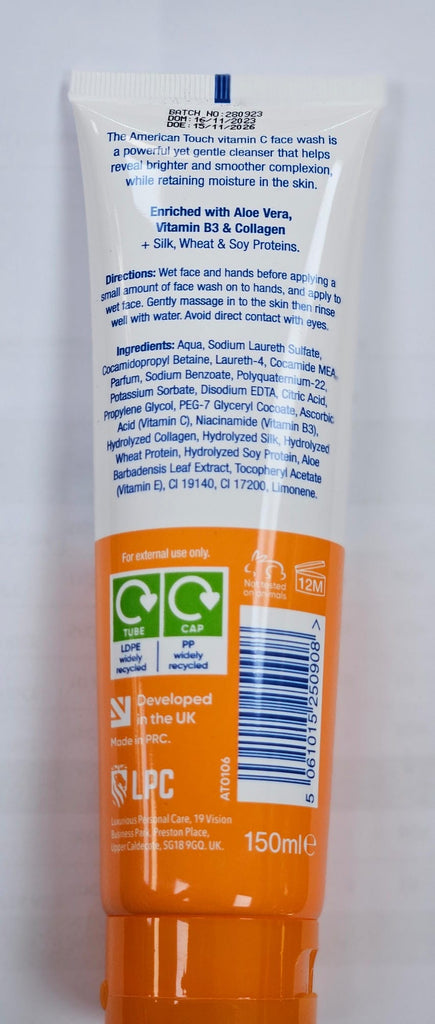 BATCH NO:280923
DOM: 16/11/2023
DOE: 15/11/2026
The American Touch vitamin C face wash is
a powerful yet gentle cleanser that helps
reveal brighter and smoother complexion,
while retaining moisture in the skin.
Enriched with Aloe Vera,
Vitamin B3 & Collagen
+ Silk, Wheat & Soy Proteins.
Directions: Wet face and hands before applying a
small amount of face wash on to hands, and apply to
wet face. Gently massage in to the skin then rinse
well with water. Avoid direct contact with eyes.
Ingredients: Aqua, Sodium Laureth Sulfate,
Cocamidopropyl Betaine, Laureth-4, Cocamide MEA,
Parfum, Sodium Benzoate, Polyquaternium-22,
Potassium Sorbate, Disodium EDTA, Citric Acid,
Propylene Glycol, PEG-7 Glyceryl Cocoate, Ascorbic
Acid (Vitamin C), Niacinamide (Vitamin B3),
Hydrolyzed Collagen, Hydrolyzed Silk, Hydrolyzed
Wheat Protein, Hydrolyzed Soy Protein, Aloe
Barbadensis Leaf Extract, Tocopheryl Acetate
(Vitamin E), CI 19140, CI 17200, Limonene.
For external use only.
TUBE CAP
LDPE PP
widely widely
recycled recycled
Not tested
on animals
12M
Developed
in the UK
Made in PRC.
LPC
Luxurious Personal Care, 19 Vision
Business Park, Preston Place,
Upper Caldecote, SG18 9GQ. UK.
AT0106
5 061015 250908 >
150ml e